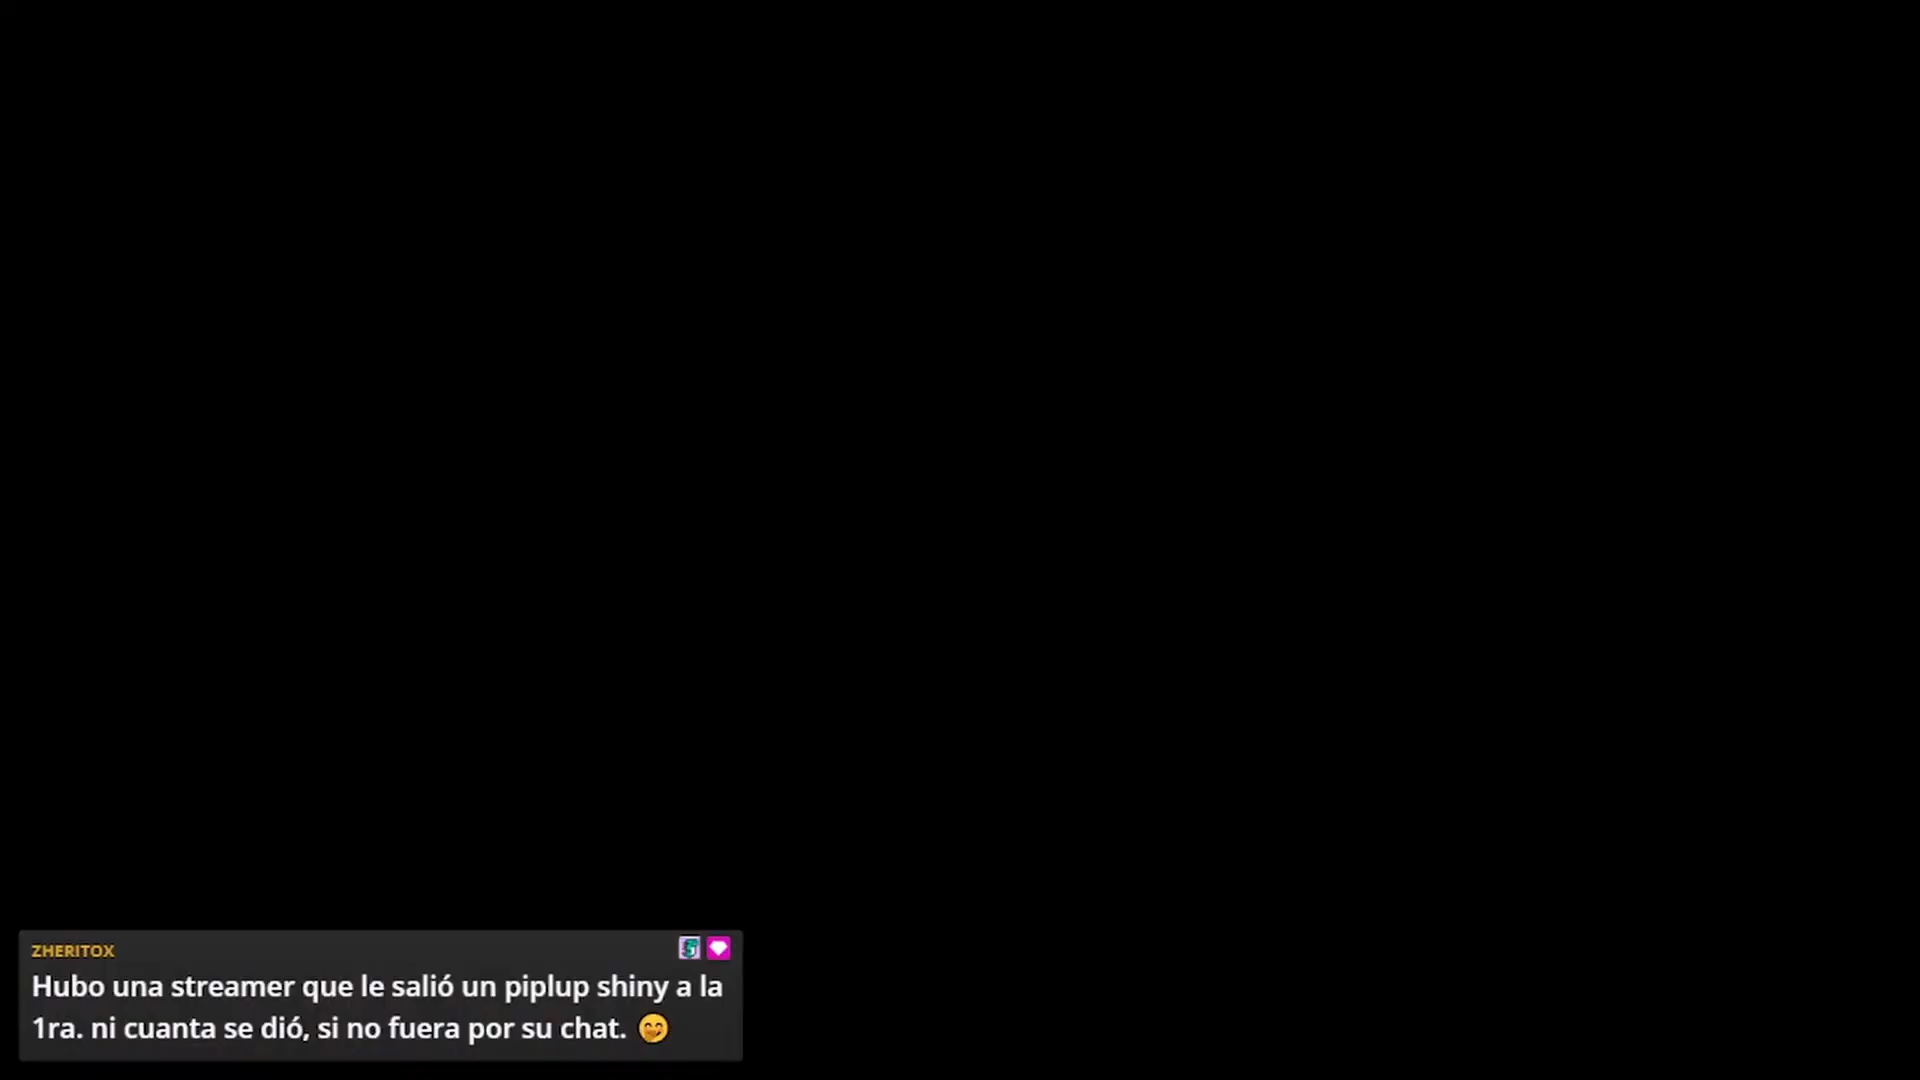 ZHERITOX
Hubo una streamer que le salió un piplup shiny a la
1ra. ni cuanta se dió, si no fuera por su chat. 🤭